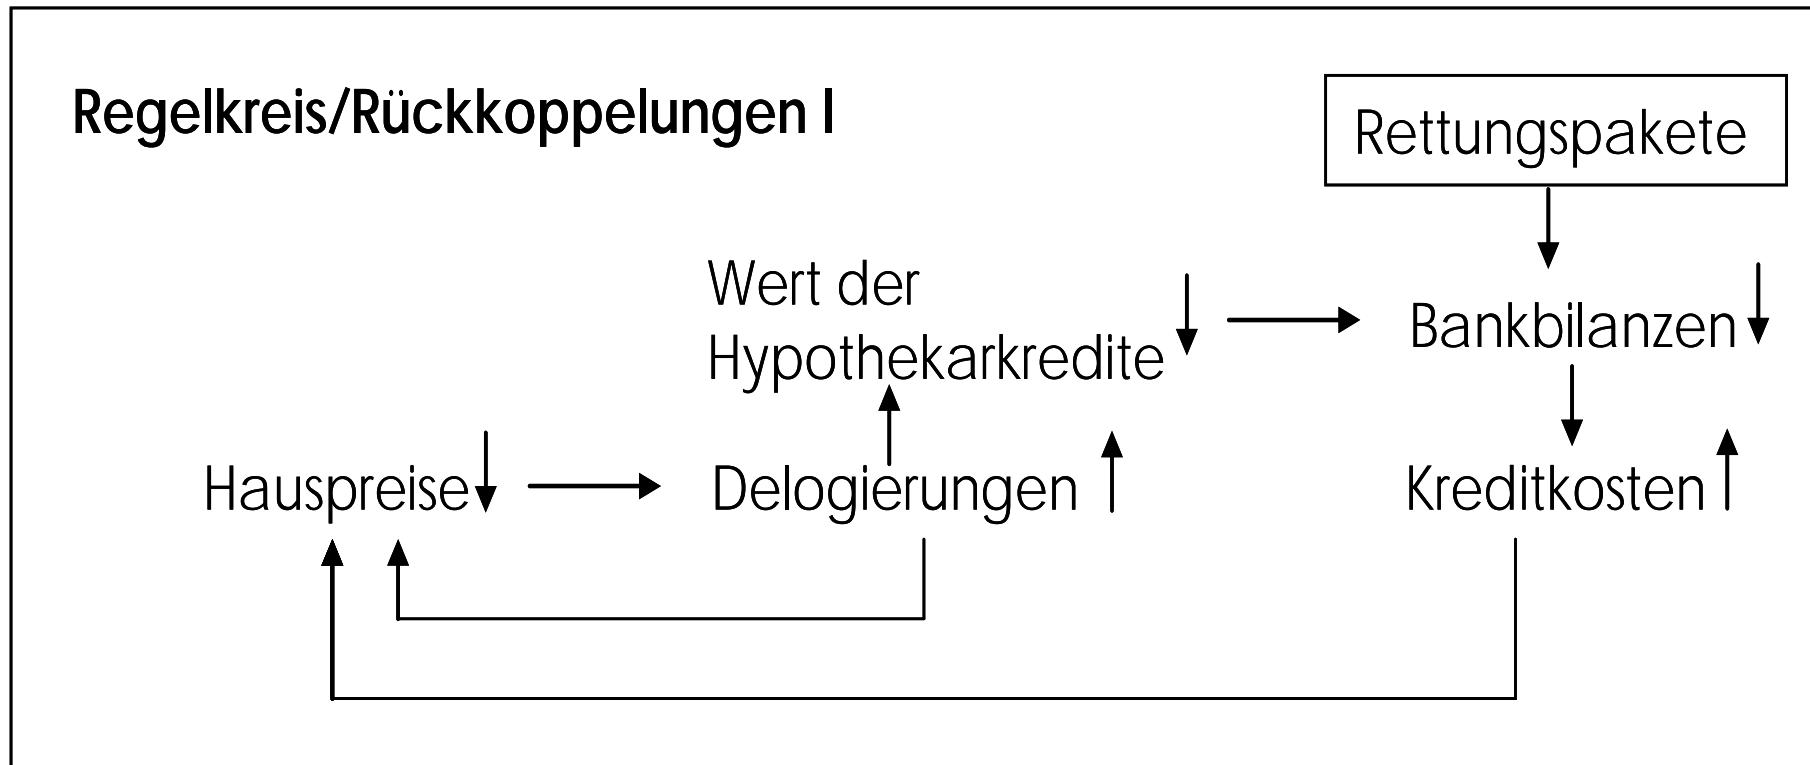 Regelkreis/Rückkoppelungen I
Rettungspakete
Wert der
Hypothekarkredite
Bankbilanzen
Hauspreise
Delogierungen
Kreditkosten